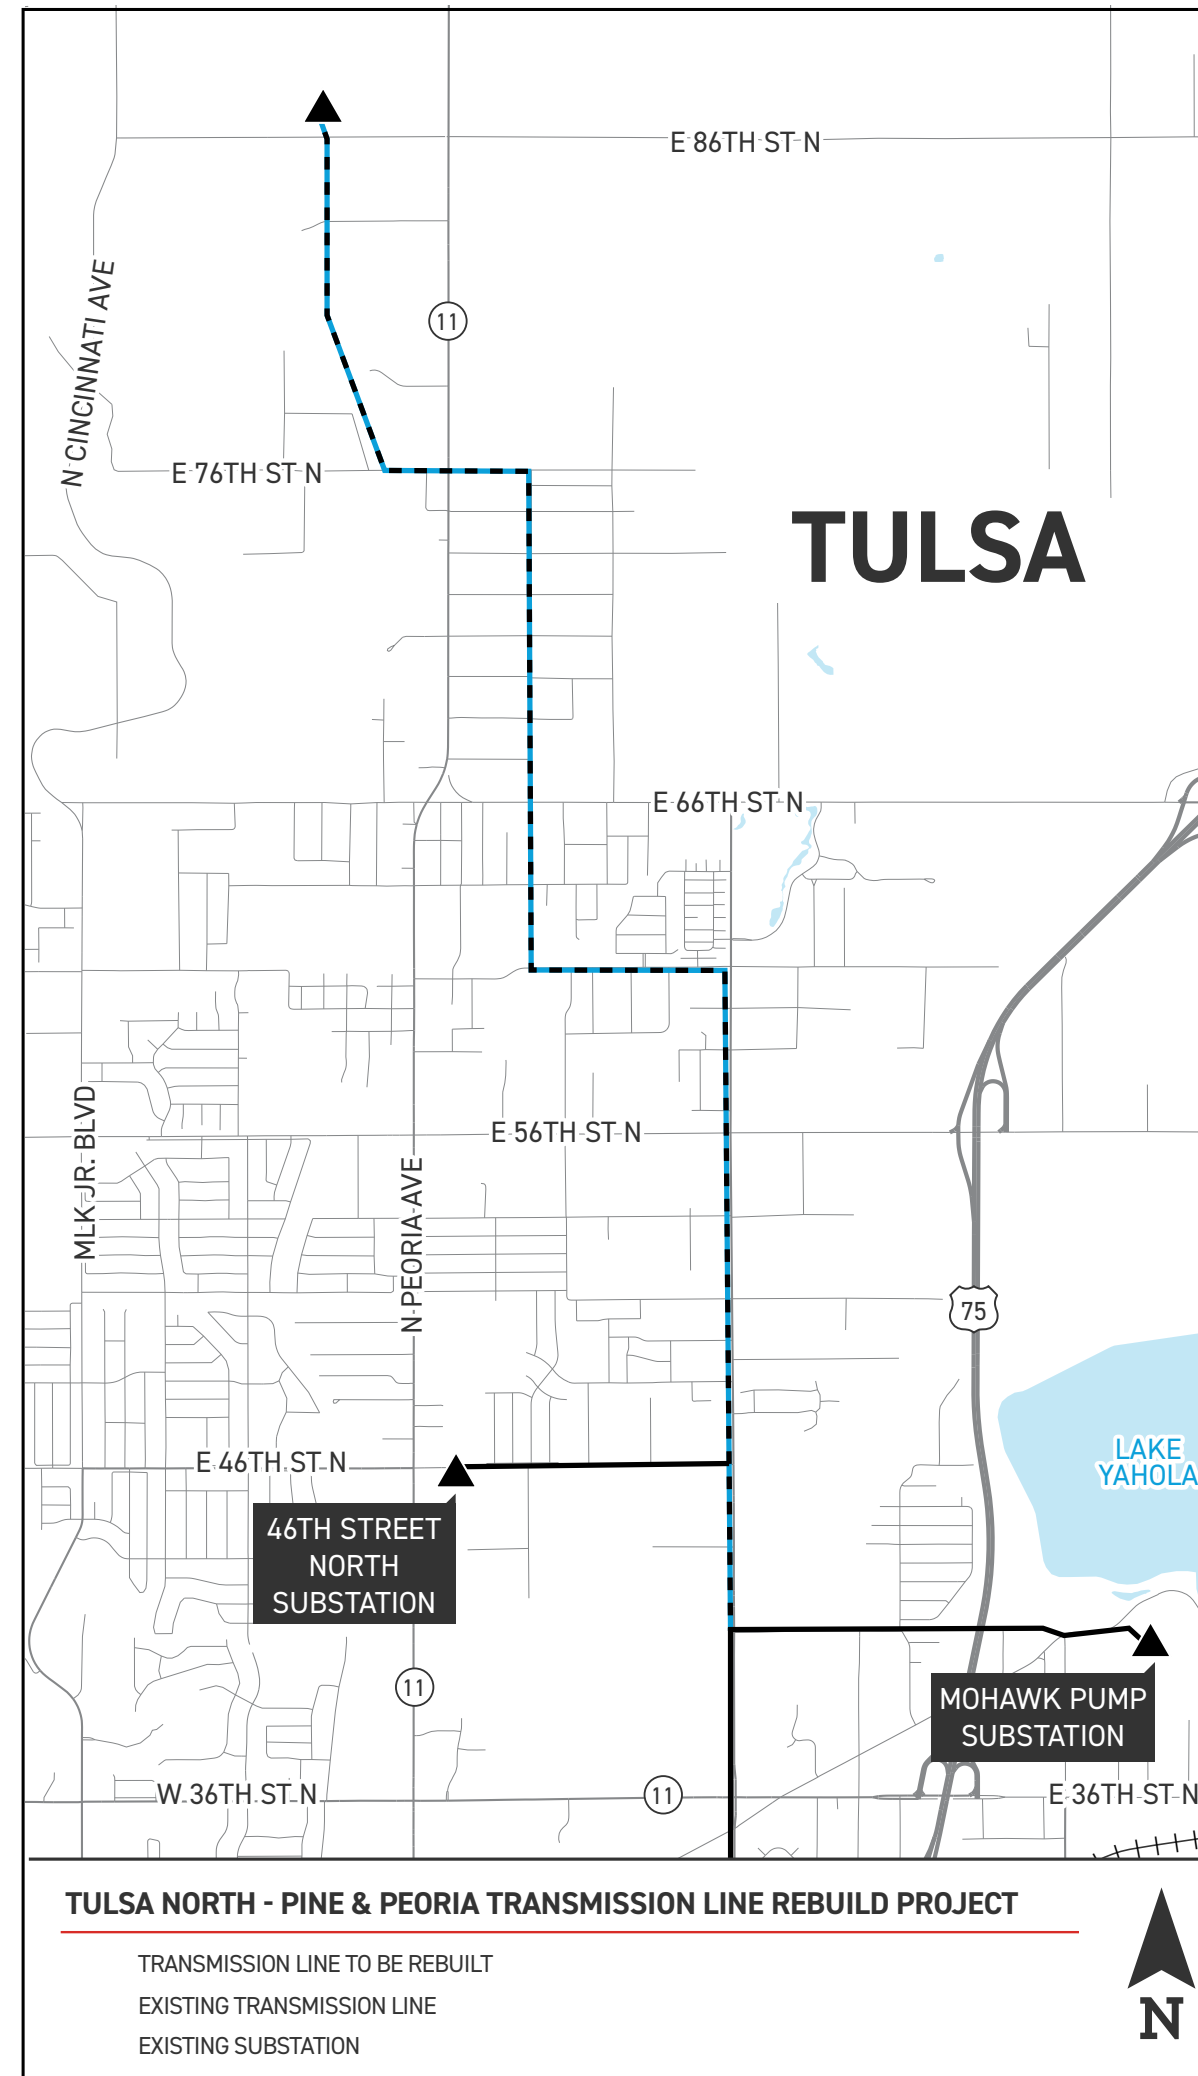 E 86TH ST N
N CINCINNATI AVE
11
E 76TH ST N
TULSA
E 66TH ST N
MLK JR. BLVD
E 56TH ST N
N PEORIA AVE
75
LAKE
YAHOLA
E 46TH ST N
46TH STREET
NORTH
SUBSTATION
11
MOHAWK PUMP
SUBSTATION
W 36TH ST N
11
E 36TH ST N
TULSA NORTH - PINE & PEORIA TRANSMISSION LINE REBUILD PROJECT
TRANSMISSION LINE TO BE REBUILT
EXISTING TRANSMISSION LINE
EXISTING SUBSTATION
N